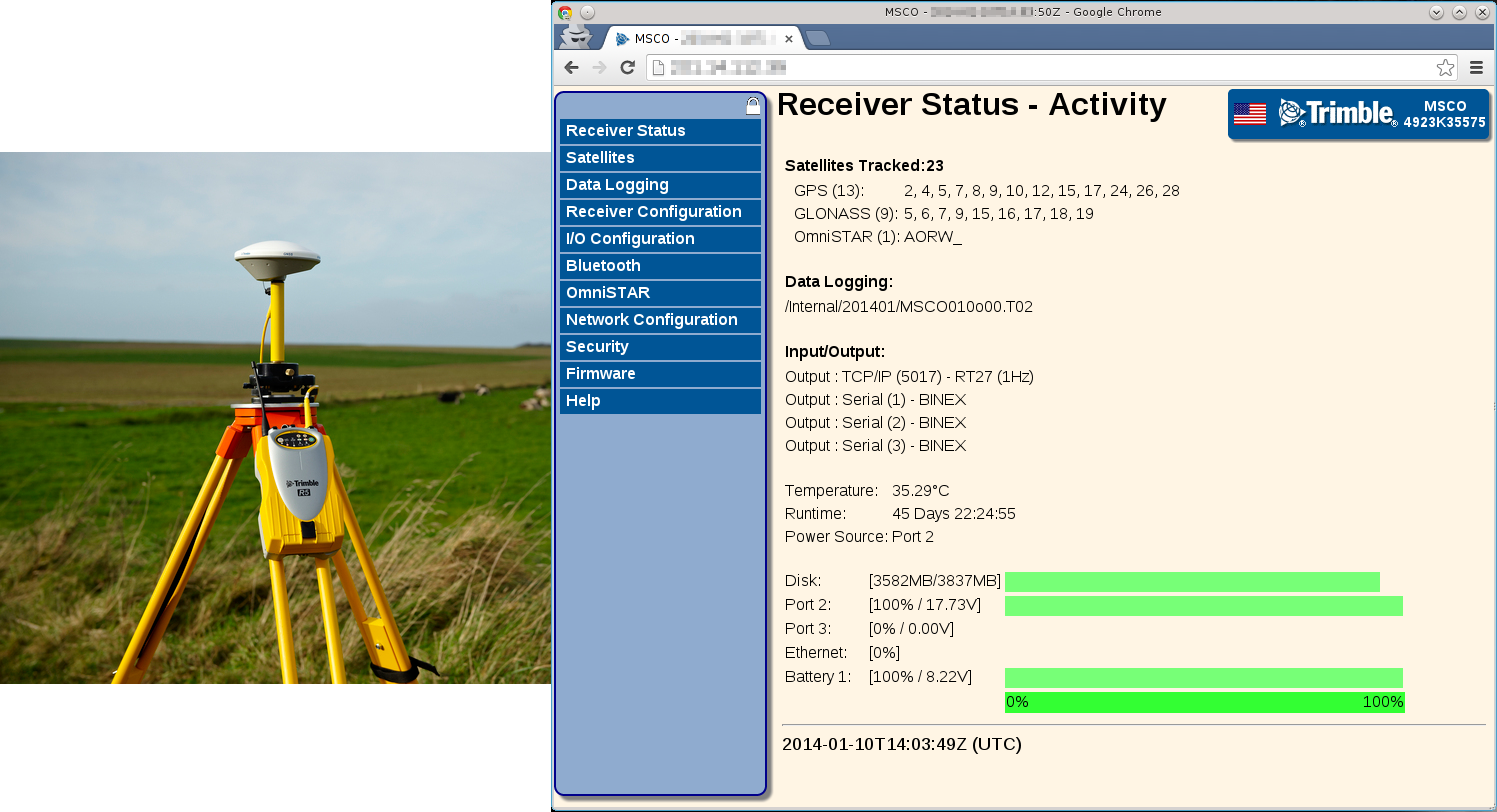 Trimble
R5
MSCO - :50Z - Google Chrome
MSCO -
Receiver Status
Satellites
Data Logging
Receiver Configuration
I/O Configuration
Bluetooth
OmniSTAR
Network Configuration
Security
Firmware
Help
Receiver Status - Activity
Trimble®
MSCO
4923K35575
Satellites Tracked:23
GPS (13): 2, 4, 5, 7, 8, 9, 10, 12, 15, 17, 24, 26, 28
GLONASS (9): 5, 6, 7, 9, 15, 16, 17, 18, 19
OmniSTAR (1): AORW_
Data Logging:
/Internal/201401/MSCO010o00.T02
Input/Output:
Output : TCP/IP (5017) - RT27 (1Hz)
Output : Serial (1) - BINEX
Output : Serial (2) - BINEX
Output : Serial (3) - BINEX
Temperature: 35.29°C
Runtime: 45 Days 22:24:55
Power Source: Port 2
Disk: [3582MB/3837MB]
Port 2: [100% / 17.73V]
Port 3: [0% / 0.00V]
Ethernet: [0%]
Battery 1: [100% / 8.22V]
0% 100%
2014-01-10T14:03:49Z (UTC)